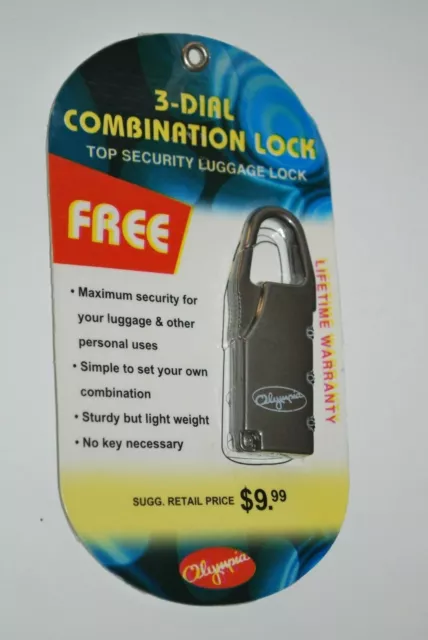 3-DIAL
COMBINATION LOCK
TOP SECURITY LUGGAGE LOCK
FREE
• Maximum security for
your luggage & other
personal uses
• Simple to set your own
combination
• Sturdy but light weight
• No key necessary
Olympia
LIFETIME WARRANTY
SUGG. RETAIL PRICE $9.99
Olympia